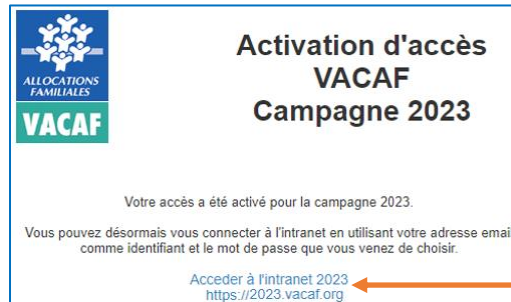 ALLOCATIONS
FAMILIALES
VACAF
Activation d'accès
VACAF
Campagne 2023
Votre accès a été activé pour la campagne 2023.
Vous pouvez désormais vous connecter à l'intranet en utilisant votre adresse email
comme identifiant et le mot de passe que vous venez de choisir.
Acceder à l'intranet 2023
https://2023.vacaf.org